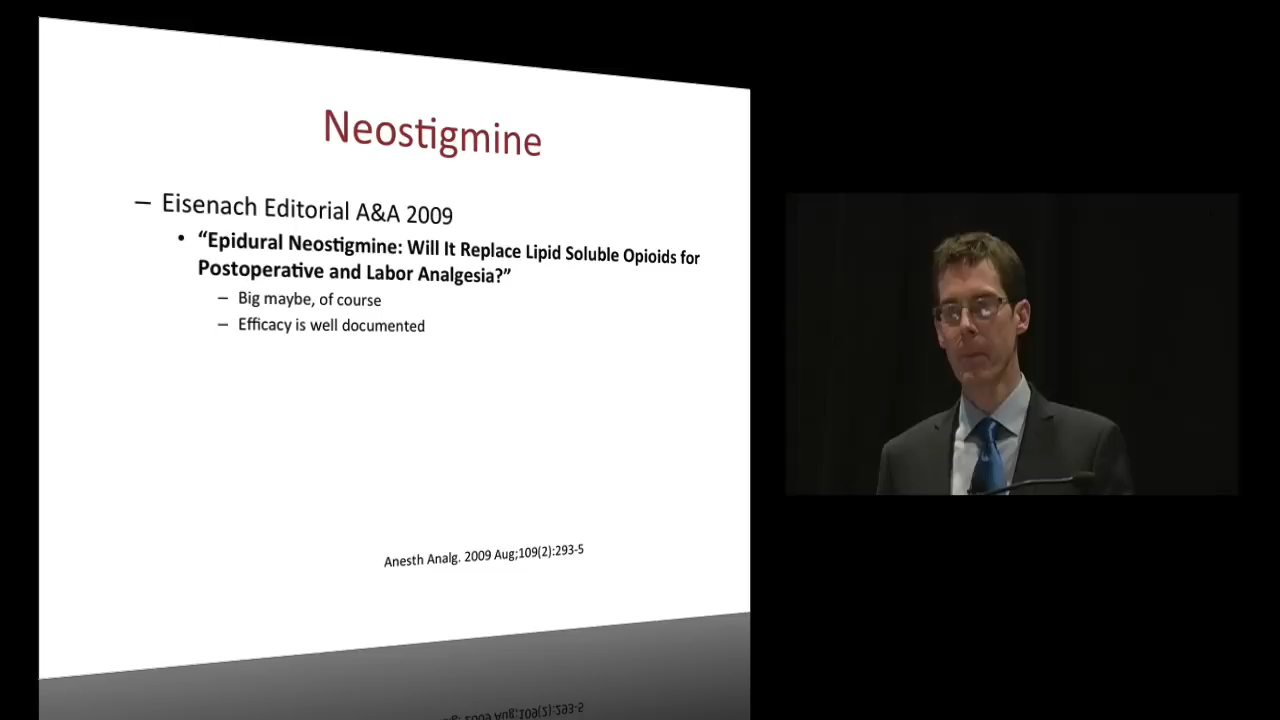 Neostigmine
– Eisenach Editorial A&A 2009
• “Epidural Neostigmine: Will It Replace Lipid Soluble Opioids for
Postoperative and Labor Analgesia?”
– Big maybe, of course
– Efficacy is well documented
Anesth Analg. 2009 Aug;109(2):293-5